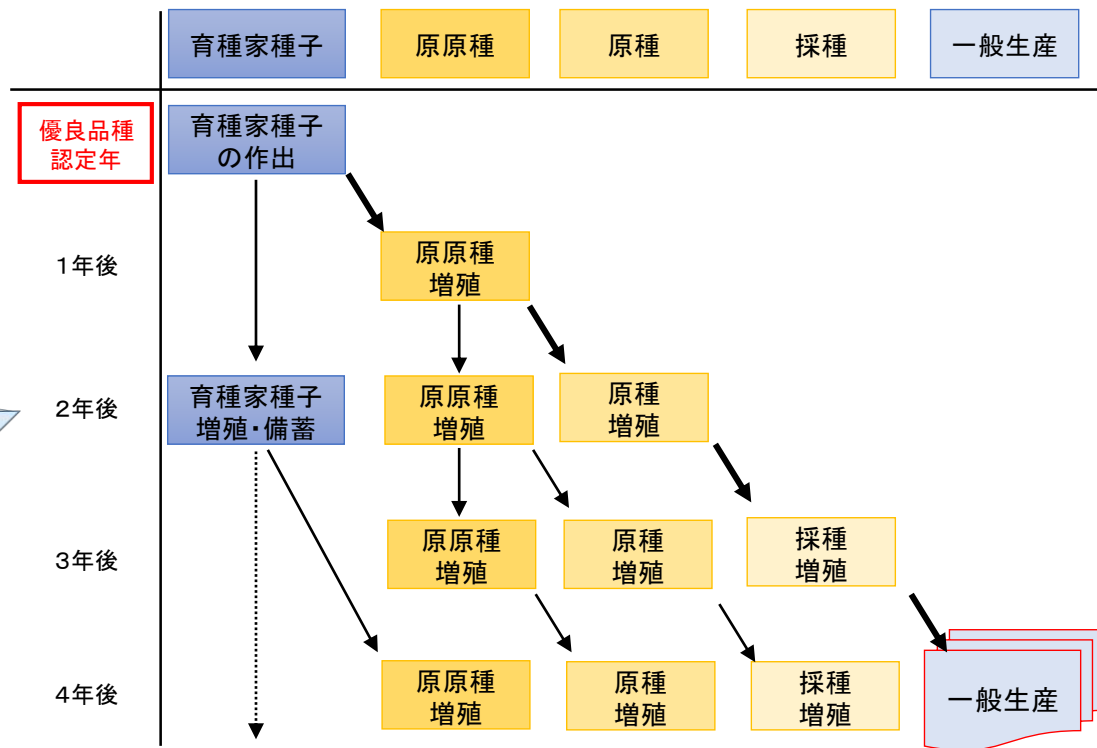 育種家種子
原原種
原種
採種
一般生産
優良品種
認定年
育種家種子
の作出
1年後
原原種
増殖
2年後
育種家種子
増殖・備蓄
原原種
増殖
原種
増殖
3年後
原原種
増殖
原種
増殖
採種
増殖
4年後
原原種
増殖
原種
増殖
採種
増殖
一般生産